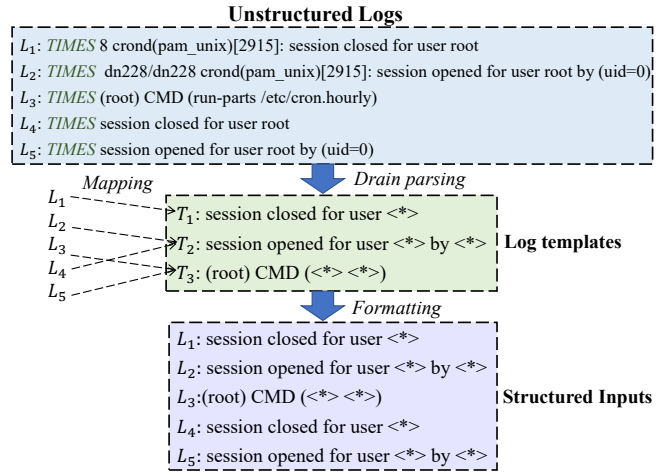 Unstructured Logs
L1: TIMES 8 crond(pam_unix)[2915]: session closed for user root
L2: TIMES dn228/dn228 crond(pam_unix)[2915]: session opened for user root by (uid=0)
L3: TIMES (root) CMD (run-parts /etc/cron.hourly)
L4: TIMES session closed for user root
L5: TIMES session opened for user root by (uid=0)
Mapping
Drain parsing
L1
L2
L3
L4
L5
T1: session closed for user <*>
T2: session opened for user <*> by <*>
T3: (root) CMD (<*> <*>)
Log templates
Formatting
L1: session closed for user <*>
L2: session opened for user <*> by <*>
L3:(root) CMD (<*> <*>)
L4: session closed for user <*>
L5: session opened for user <*> by <*>
Structured Inputs